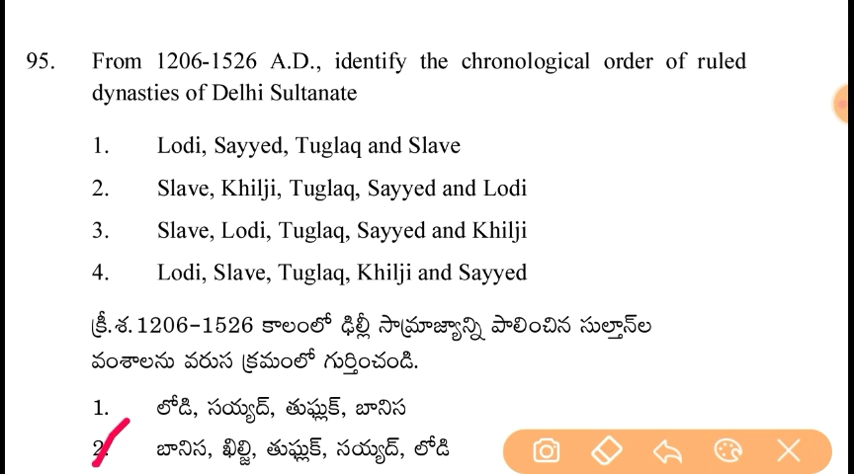 95. From 1206-1526 A.D., identify the chronological order of ruled
dynasties of Delhi Sultanate
1. Lodi, Sayyed, Tuglaq and Slave
2. Slave, Khilji, Tuglaq, Sayyed and Lodi
3. Slave, Lodi, Tuglaq, Sayyed and Khilji
4. Lodi, Slave, Tuglaq, Khilji and Sayyed
క్రీ.శ.1206-1526 కాలంలో ఢిల్లీ సామ్రాజ్యాన్ని పాలించిన సుల్తాన్‌ల
వంశాలను వరుస క్రమంలో గుర్తించండి.
1. లోడి, సయ్యద్, తుఘ్లక్, బానిస
2. బానిస, ఖిల్జి, తుఘ్లక్, సయ్యద్, లోడి